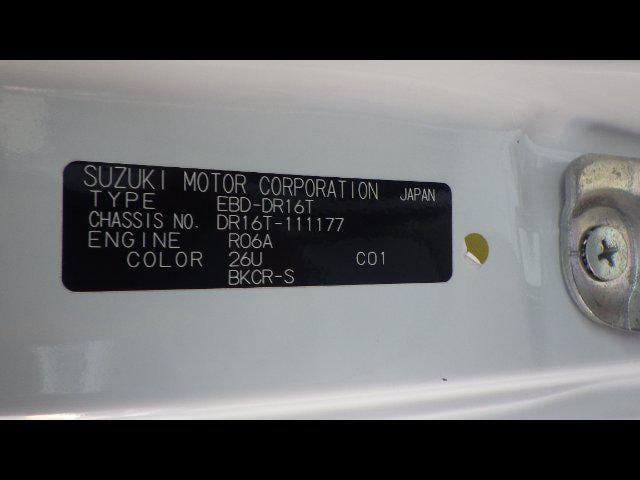 SUZUKI MOTOR CORPORATION JAPAN
TYPE EBD-DR16T
CHASSIS NO. DR16T-111177
ENGINE R06A
COLOR 26U C01
BKCR-S